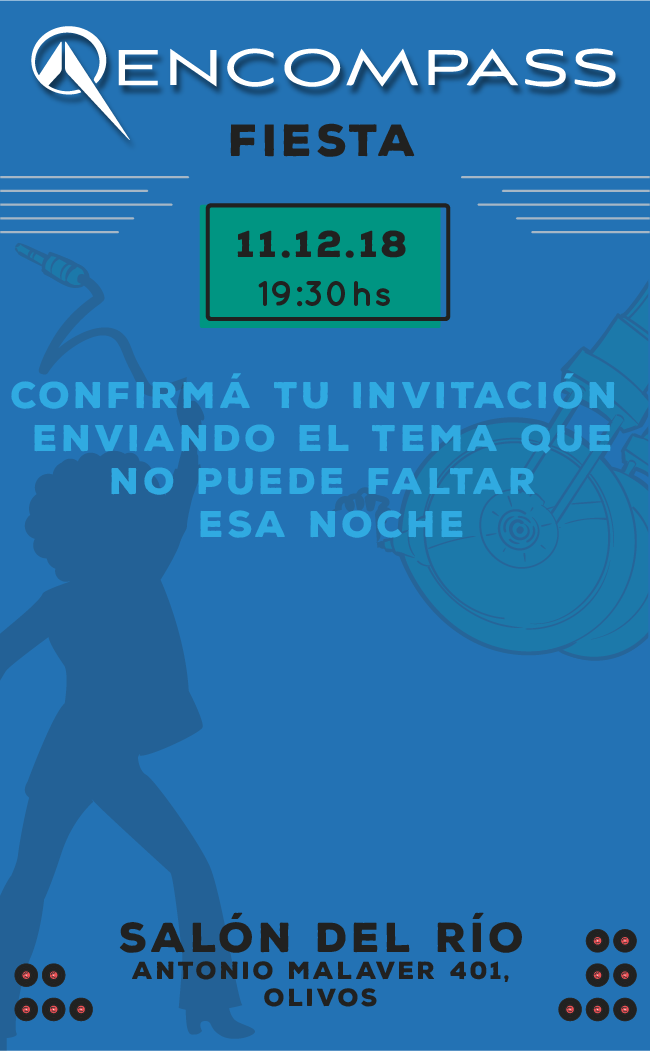 ENCOMPASS
FIESTA
11.12.18
19:30hs
CONFIRMÁ TU INVITACIÓN
ENVIANDO EL TEMA QUE
NO PUEDE FALTAR
ESA NOCHE
SALÓN DEL RÍO
ANTONIO MALAVER 401,
OLIVOS